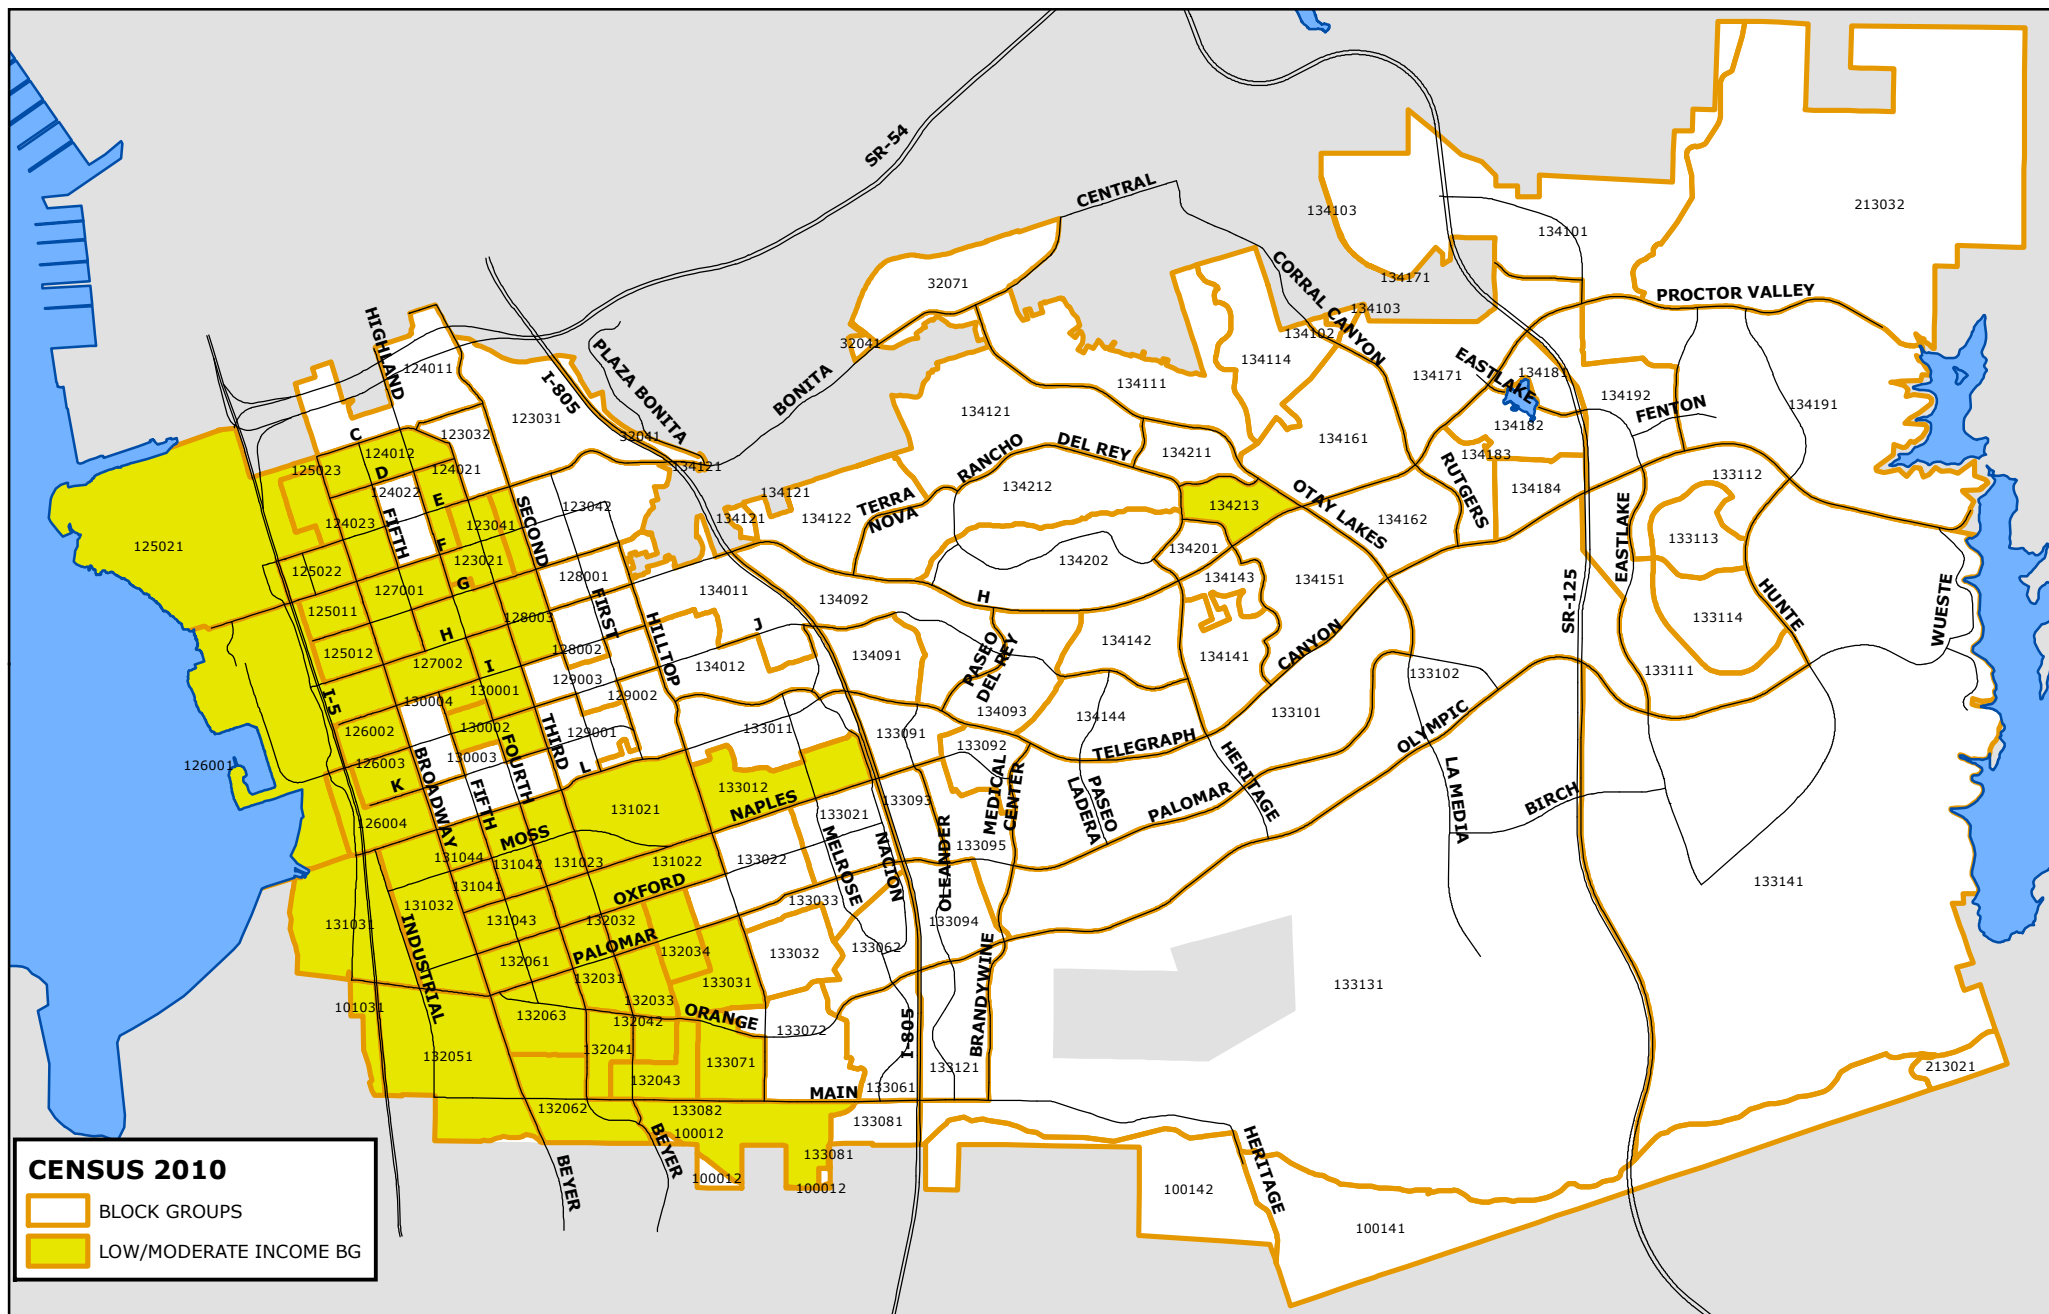 SR-54
CENTRAL
134103
134101
213032
CORRAL CANYON
134171
134103
134102
PROCTOR VALLEY
32071
32041
HIGHLAND
124011
I-805
PLAZA BONITA
BONITA
134114
134111
134171
EASTLAKE
134181
134192
FENTON
134191
134182
134183
123031
123032
32041
134121
134121
C
124012
125023
D
124021
124022
E
FIFTH
124023
F
123041
SECOND
123042
134121
134121
134122
TERRA
NOVA
RANCHO
DEL REY
134212
134211
134161
134213
OTAY LAKES
134162
RUTGERS
134184
133112
133113
EASTLAKE
125021
125022
123021
G
127001
125011
128001
FIRST
134011
134092
H
134202
134201
134143
134151
SR-125
133114
HUNTE
WUESTE
128003
H
125012
127002
I
128002
HILLTOP
J
134012
134091
PASEO
DEL REY
134142
134141
CANYON
133102
133111
129003
129002
130001
130004
I-5
126002
130002
THIRD
129001
133011
133091
134093
134144
133101
OLYMPIC
126001
126003
K
BROADWAY
130003
FOURTH
FIFTH
L
133012
NAPLES
133092
MEDICAL
CENTER
TELEGRAPH
PASEO
LADERA
PALOMAR
HERITAGE
LA MEDIA
BIRCH
133141
126004
131021
MOSS
133093
133021
MELROSE
NACION
OLEANDER
133095
131044
131042
131023
131022
133022
131041
OXFORD
131032
131043
132032
133033
133094
131031
INDUSTRIAL
132061
PALOMAR
132034
133032
133062
132031
133031
BRANDYWINE
133131
101031
132063
132033
132042
ORANGE
133072
I-805
132051
132041
133071
132043
MAIN
133061
133121
213021
132062
133082
133081
100012
BEYER
BEYER
133081
100012
100012
HERITAGE
100142
100141
CENSUS 2010
BLOCK GROUPS
LOW/MODERATE INCOME BG